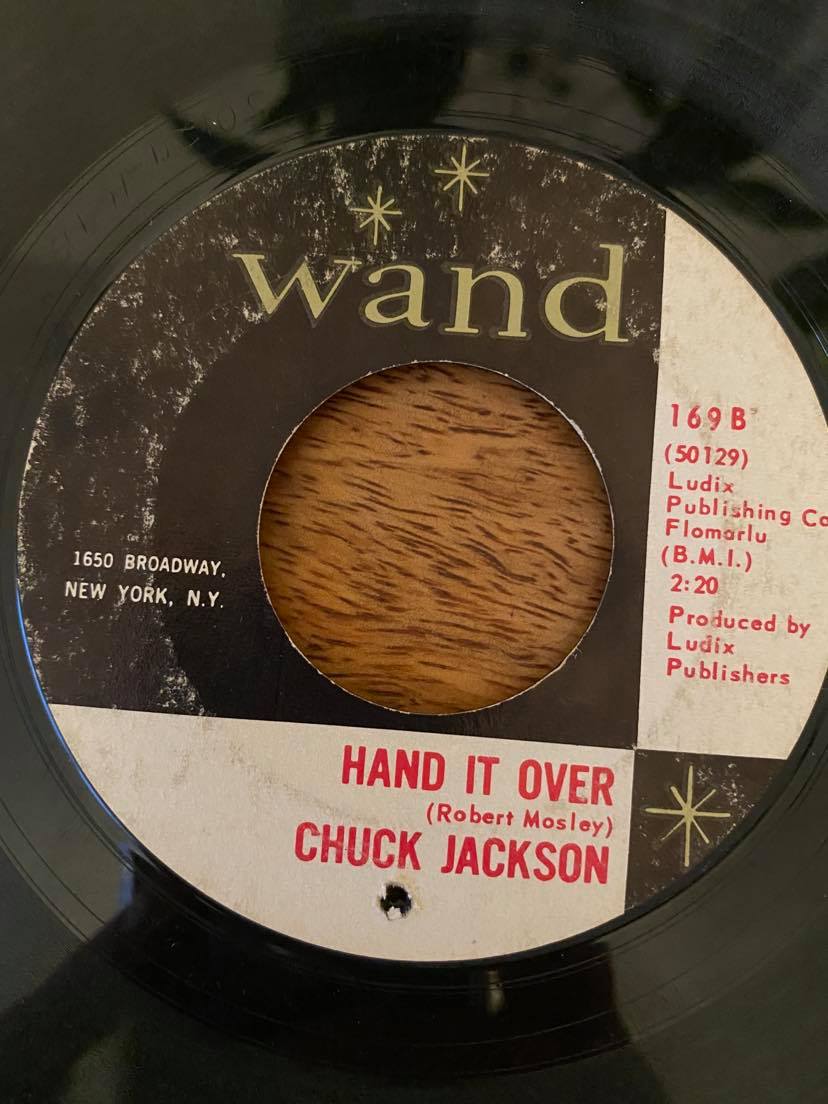 wand
169 B
(50129)
Ludix
Publishing Co
Flomarlu
(B.M.I.)
2:20
Produced by
Ludix
Publishers
1650 BROADWAY,
NEW YORK, N.Y.
HAND IT OVER
(Robert Mosley)
CHUCK JACKSON